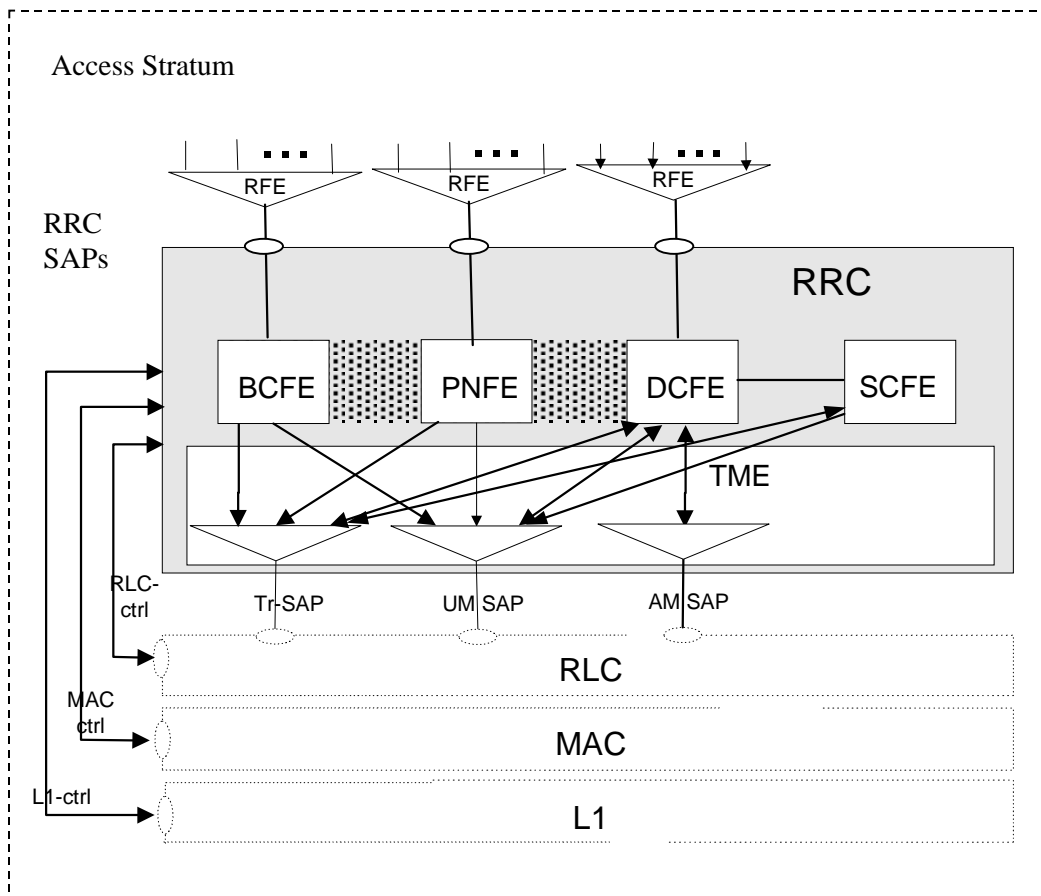 Access Stratum
RFE
RFE
RFE
RRC
SAPs
RRC
BCFE
PNFE
DCFE
SCFE
TME
RLC-
ctrl
Tr-SAP
UM SAP
AM SAP
RLC
MAC
ctrl
MAC
L1-ctrl
L1